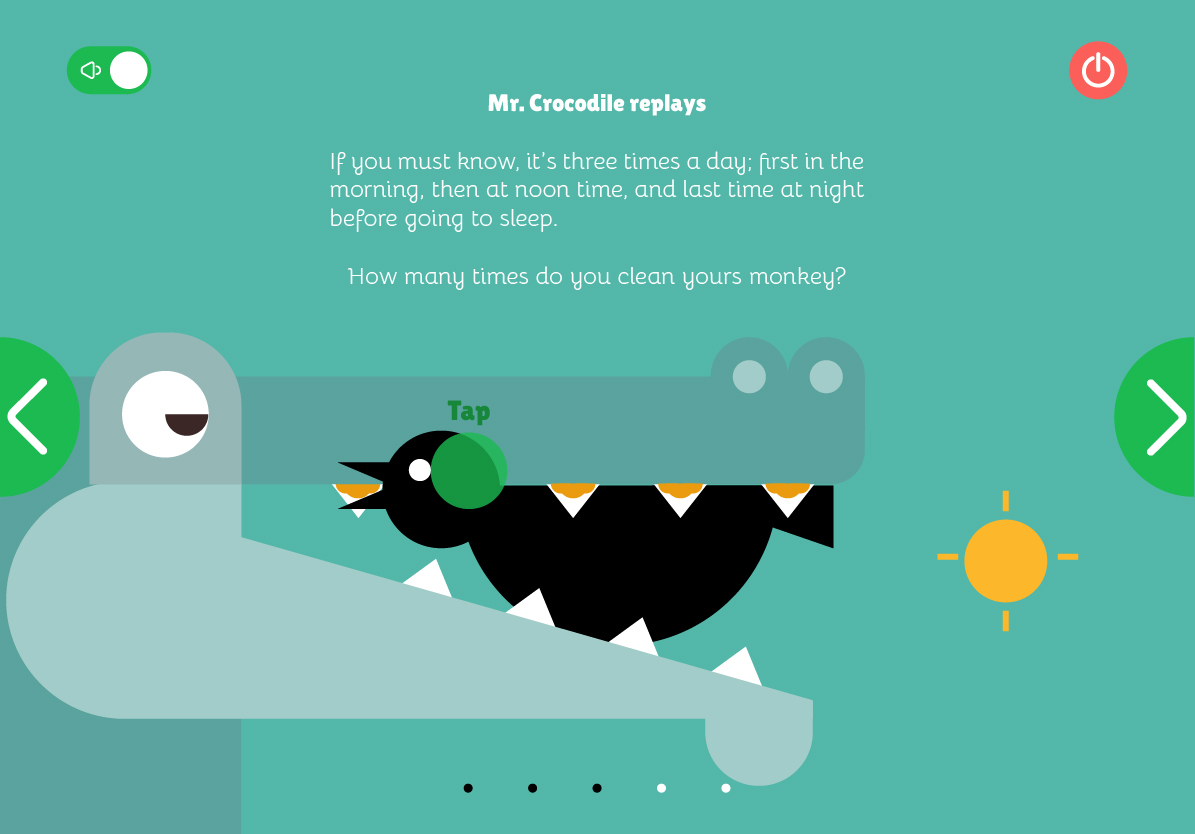 Mr. Crocodile replays
If you must know, it's three times a day; first in the
morning, then at noon time, and last time at night
before going to sleep.
How many times do you clean yours monkey?
Tap